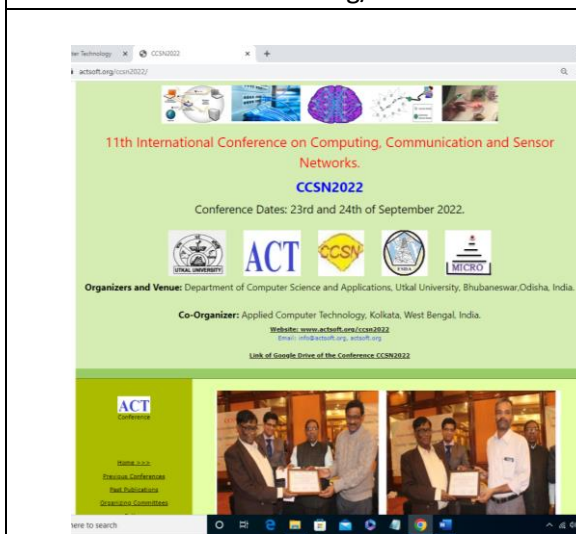 ter Technology
CCSN2022
actsoft.org/ccsn2022/
11th International Conference on Computing, Communication and Sensor
Networks.
CCSN2022
Conference Dates: 23rd and 24th of September 2022.
UTKAL UNIVERSITY
ACT
CCSN
MICRO
Organizers and Venue: Department of Computer Science and Applications, Utkal University, Bhubaneswar,Odisha, India.
Co-Organizer: Applied Computer Technology, Kolkata, West Bengal, India.
Website: www.actsoft.org/ccsn2022
Email: info@actsoft.org, actsoft.org
Link of Google Drive of the Conference CCSN2022
ACT
Conference
Home >>>
Previous Conferences
Past Publications
Organizing Committees
here to search